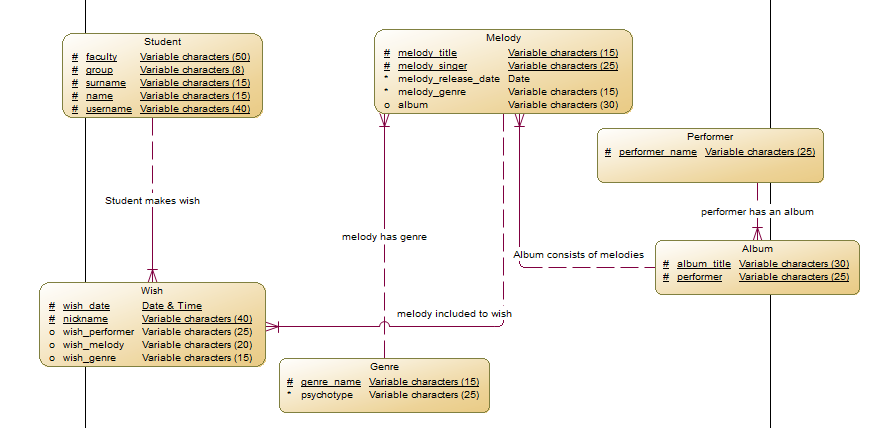 Student
# faculty Variable characters (50)
# group Variable characters (8)
# surname Variable characters (15)
# name Variable characters (15)
# username Variable characters (40)
Melody
# melody_title Variable characters (15)
# melody_singer Variable characters (25)
* melody_release_date Date
* melody_genre Variable characters (15)
o album Variable characters (30)
Performer
# performer_name Variable characters (25)
Student makes wish
melody has genre
performer has an album
Album consists of melodies
Album
# album_title Variable characters (30)
# performer Variable characters (25)
Wish
# wish_date Date & Time
# nickname Variable characters (40)
o wish_performer Variable characters (25)
o wish_melody Variable characters (20)
o wish_genre Variable characters (15)
melody included to wish
Genre
# genre_name Variable characters (15)
* psychotype Variable characters (25)